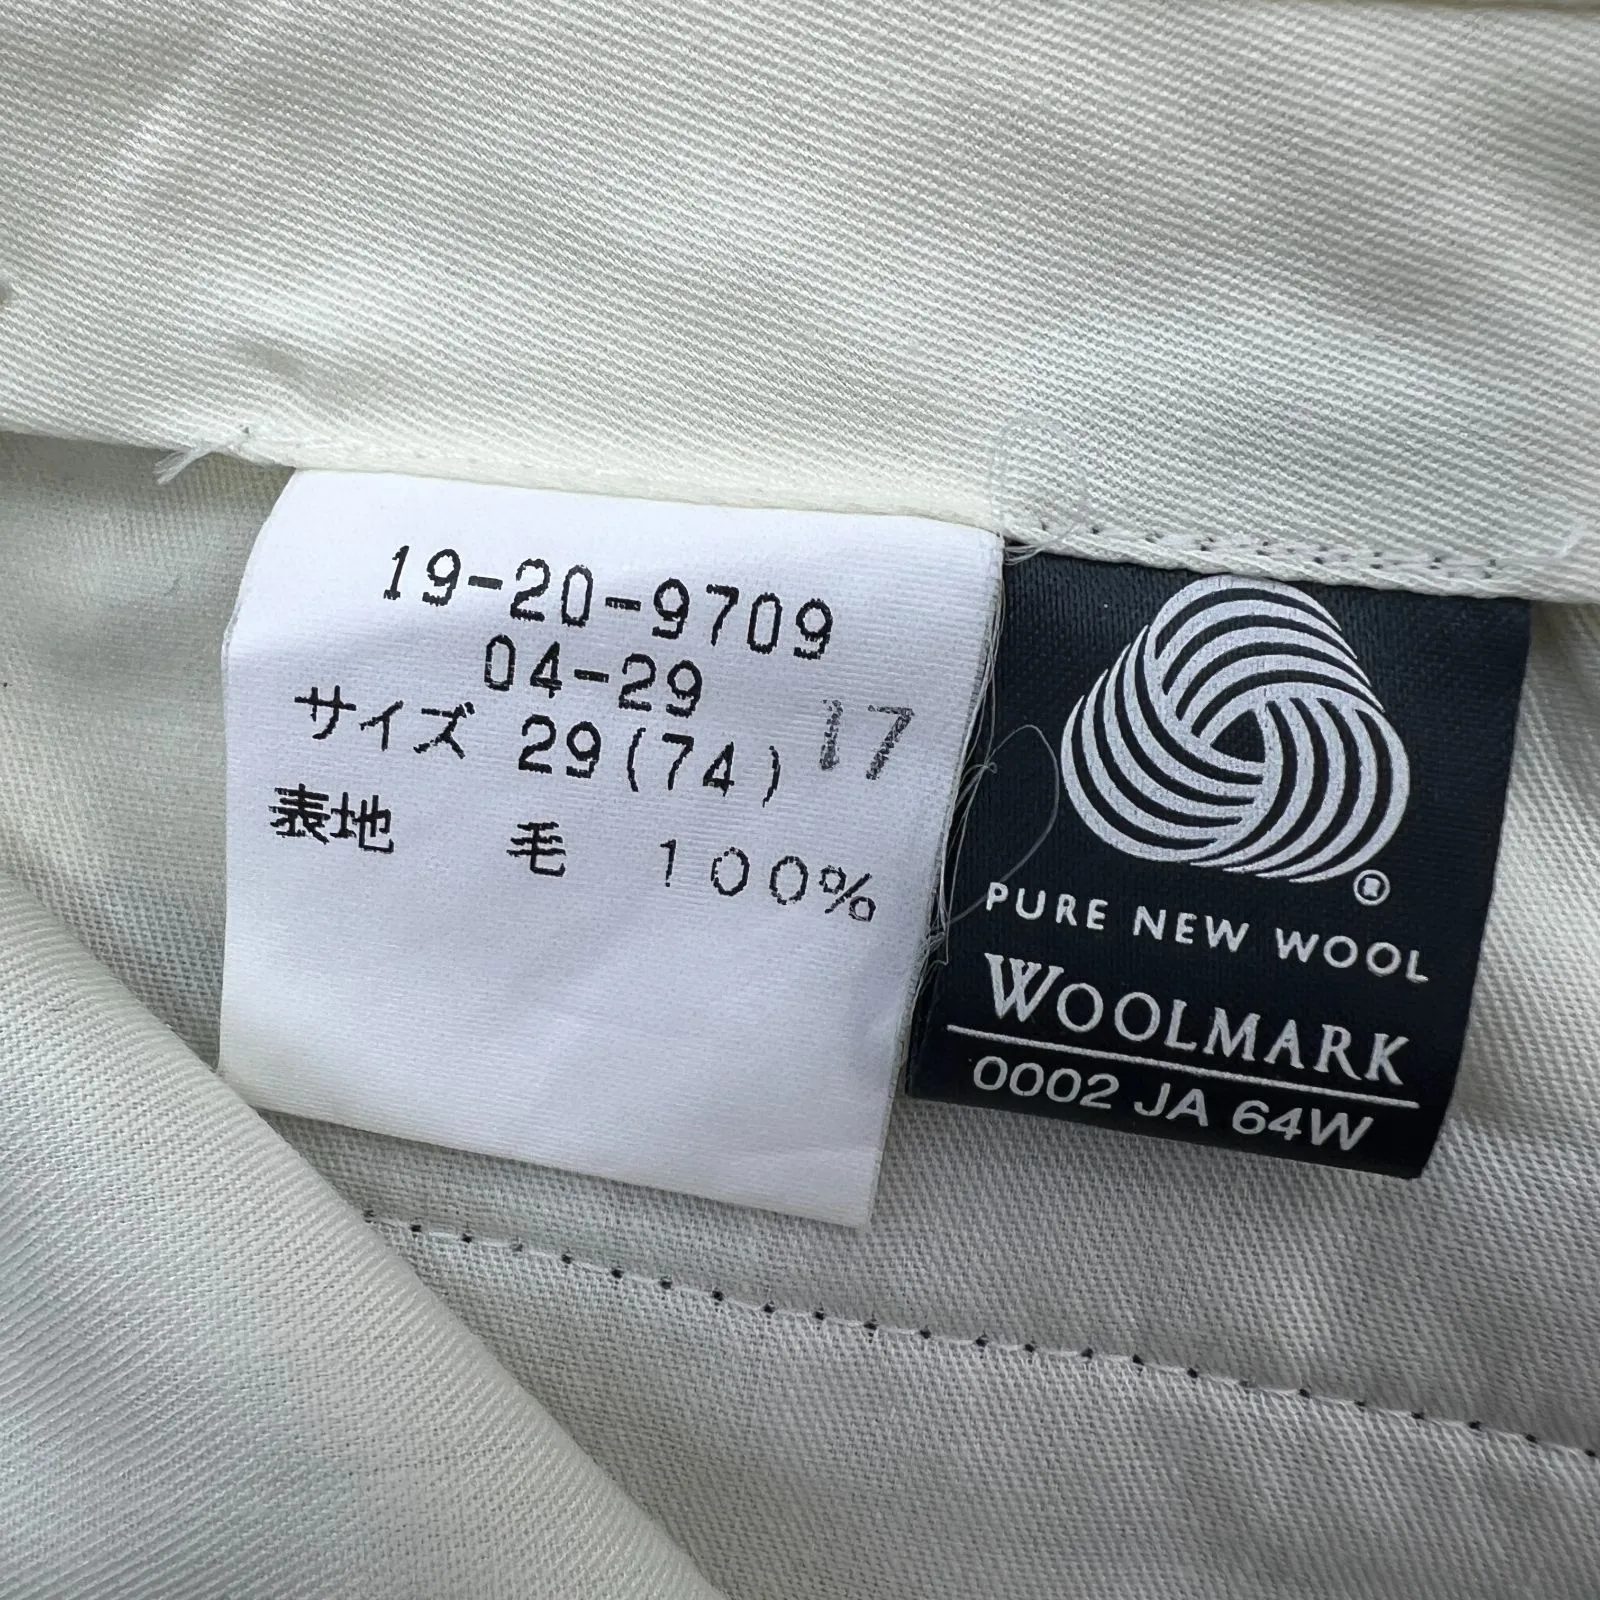 19-20-9709
04-29
サイズ 29(74) 17
表地 毛 100%
®
PURE NEW WOOL
WOOLMARK
0002 JA 64W